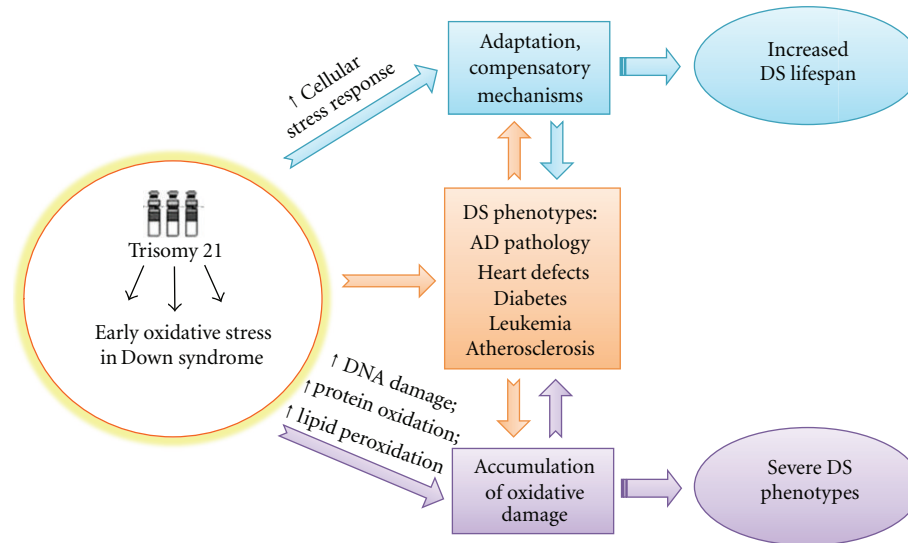 ↑ Cellular
stress response
Adaptation,
compensatory
mechanisms
Increased
DS lifespan
Trisomy 21
Early oxidative stress
in Down syndrome
DS phenotypes:
AD pathology
Heart defects
Diabetes
Leukemia
Atherosclerosis
↑ DNA damage;
↑ protein oxidation;
↑ lipid peroxidation
Accumulation
of oxidative
damage
Severe DS
phenotypes